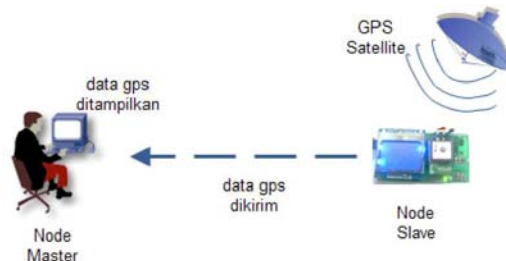 GPS
Satellite
data gps
ditampilkan
data gps
dikirim
Node
Slave
Node
Master